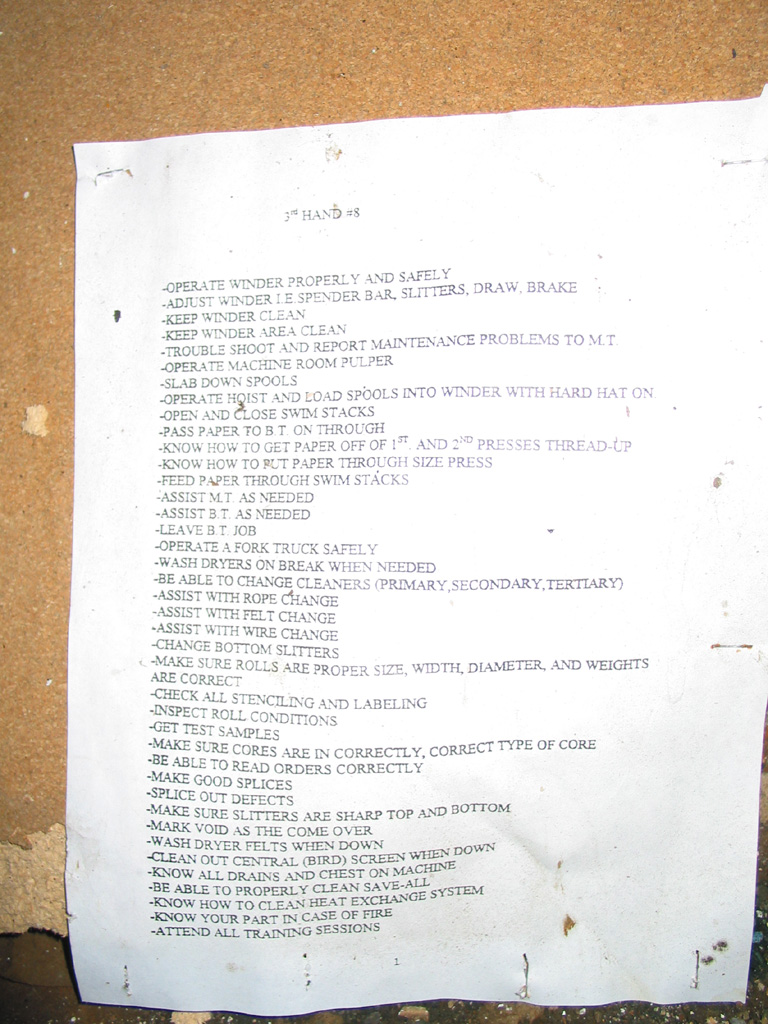 3rd HAND #8
-OPERATE WINDER PROPERLY AND SAFELY
-ADJUST WINDER I.E.SPENDER BAR, SLITTERS, DRAW, BRAKE
-KEEP WINDER CLEAN
-KEEP WINDER AREA CLEAN
-TROUBLE SHOOT AND REPORT MAINTENANCE PROBLEMS TO M.T.
-OPERATE MACHINE ROOM PULPER
-SLAB DOWN SPOOLS
-OPERATE HOIST AND LOAD SPOOLS INTO WINDER WITH HARD HAT ON
-OPEN AND CLOSE SWIM STACKS
-PASS PAPER TO B.T. ON THROUGH
-KNOW HOW TO GET PAPER OFF OF 1ST. AND 2ND PRESSES THREAD-UP
-KNOW HOW TO PUT PAPER THROUGH SIZE PRESS
-FEED PAPER THROUGH SWIM STACKS
-ASSIST M.T. AS NEEDED
-ASSIST B.T. AS NEEDED
-LEAVE B.T. JOB
-OPERATE A FORK TRUCK SAFELY
-WASH DRYERS ON BREAK WHEN NEEDED
-BE ABLE TO CHANGE CLEANERS (PRIMARY,SECONDARY,TERTIARY)
-ASSIST WITH ROPE CHANGE
-ASSIST WITH FELT CHANGE
-ASSIST WITH WIRE CHANGE
-CHANGE BOTTOM SLITTERS
-MAKE SURE ROLLS ARE PROPER SIZE, WIDTH, DIAMETER, AND WEIGHTS
ARE CORRECT
-CHECK ALL STENCILING AND LABELING
-INSPECT ROLL CONDITIONS
-GET TEST SAMPLES
-MAKE SURE CORES ARE IN CORRECTLY, CORRECT TYPE OF CORE
-BE ABLE TO READ ORDERS CORRECTLY
-MAKE GOOD SPLICES
-SPLICE OUT DEFECTS
-MAKE SURE SLITTERS ARE SHARP TOP AND BOTTOM
-MARK VOID AS THE COME OVER
-WASH DRYER FELTS WHEN DOWN
-CLEAN OUT CENTRAL (BIRD) SCREEN WHEN DOWN
-KNOW ALL DRAINS AND CHEST ON MACHINE
-BE ABLE TO PROPERLY CLEAN SAVE-ALL
-KNOW HOW TO CLEAN HEAT EXCHANGE SYSTEM
-KNOW YOUR PART IN CASE OF FIRE
-ATTEND ALL TRAINING SESSIONS
1